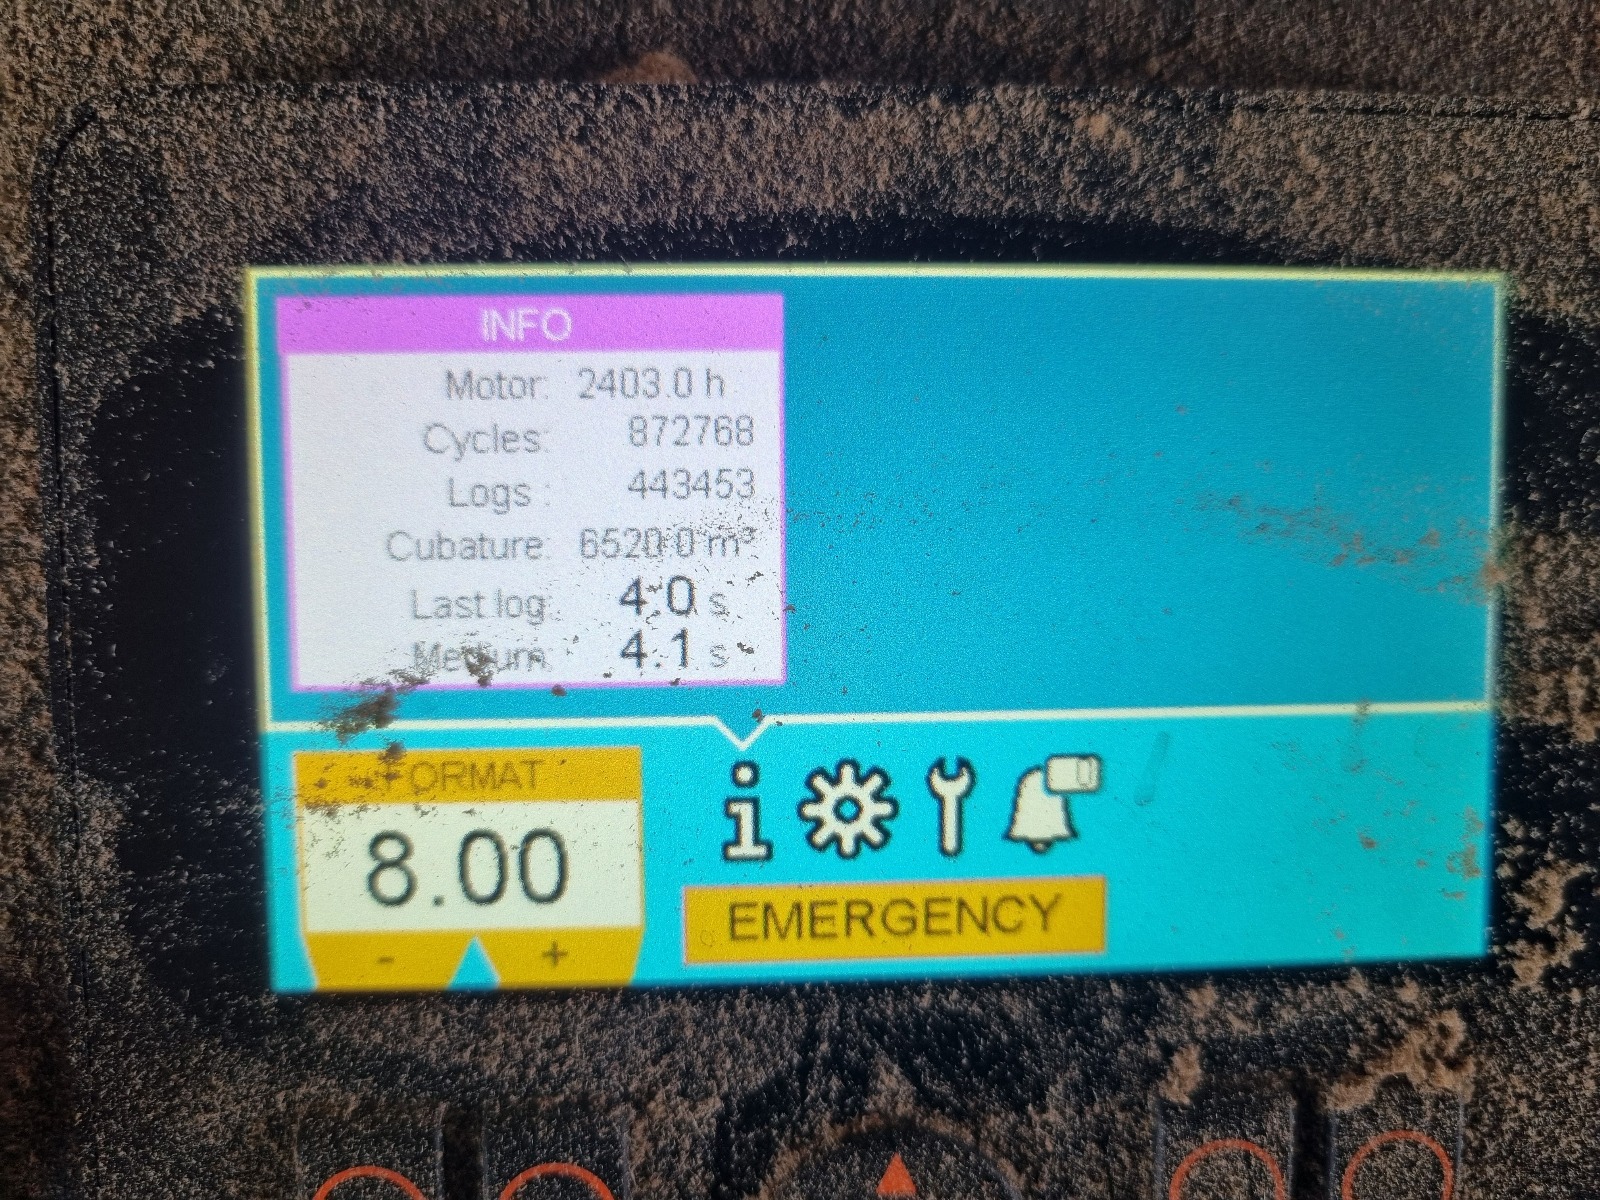 INFO
Motor: 2403.0 h
Cycles: 872768
Logs : 443453
Cubature: 6520.0 m³
Last log: 4.0 s
Medium: 4.1 s
FORMAT
8.00
- +
EMERGENCY